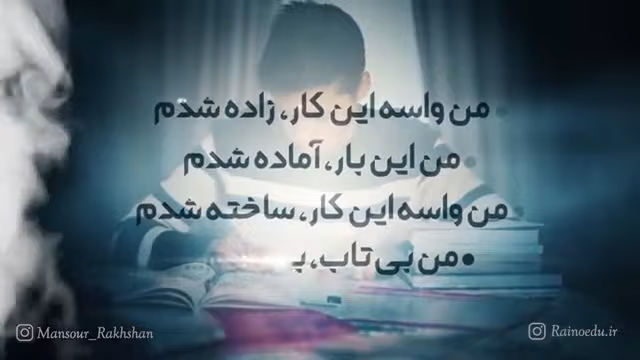 • من واسه این کار، زاده شدم
• من این بار، آماده شدم
• من واسه این کار، ساخته شدم
• من بی تاب، بـ
Mansour_Rakhshan
Rainoedu.ir